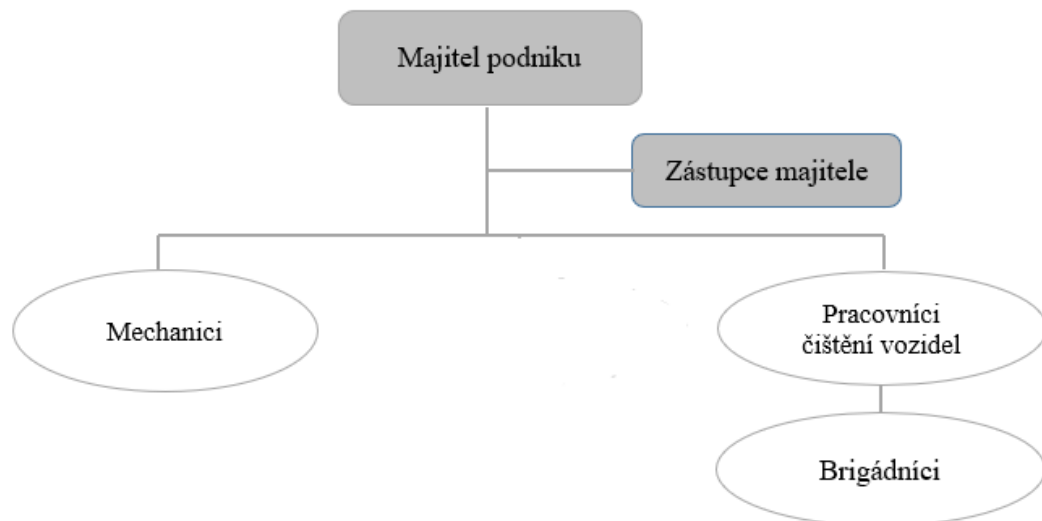 Majitel podniku
Zástupce majitele
Mechanici
Pracovníci
čištění vozidel
Brigádníci